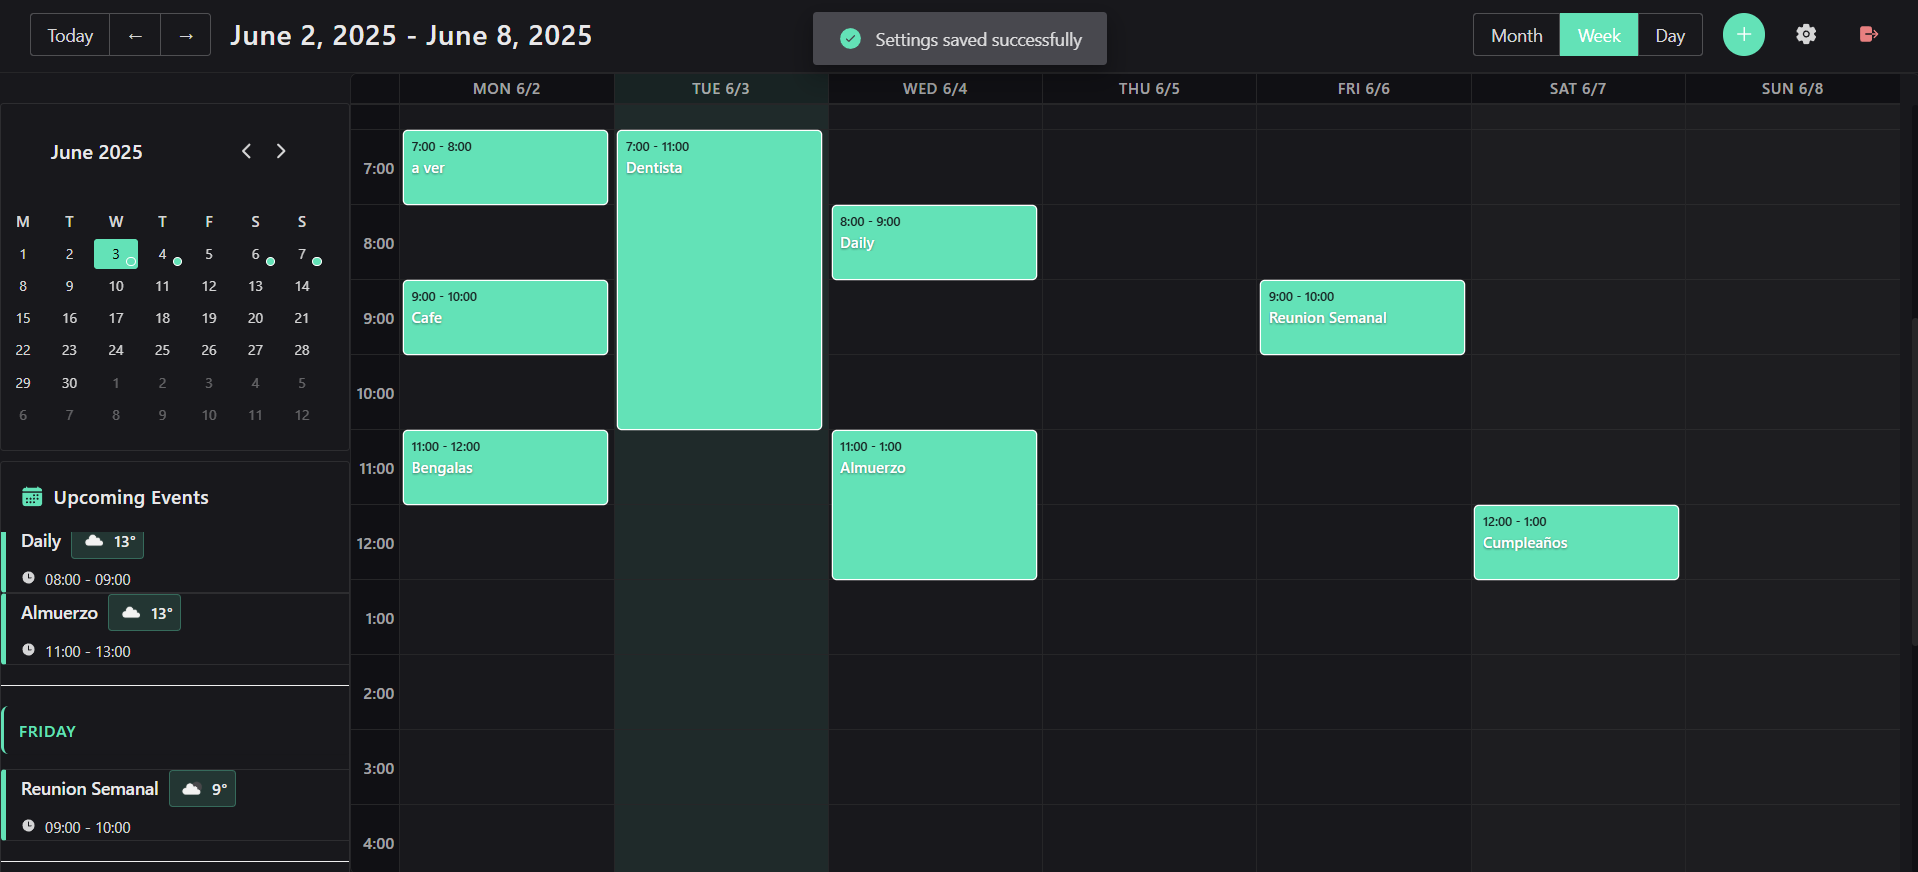 Today ← →
June 2, 2025 - June 8, 2025
Settings saved successfully
Month Week Day
+
June 2025
M T W T F S S
1 2 3 4 5 6 7
8 9 10 11 12 13 14
15 16 17 18 19 20 21
22 23 24 25 26 27 28
29 30 1 2 3 4 5
6 7 8 9 10 11 12
Upcoming Events
Daily 13°
08:00 - 09:00
Almuerzo 13°
11:00 - 13:00
FRIDAY
Reunion Semanal 9°
09:00 - 10:00
MON 6/2 TUE 6/3 WED 6/4 THU 6/5 FRI 6/6 SAT 6/7 SUN 6/8
7:00
8:00
9:00
10:00
11:00
12:00
1:00
2:00
3:00
4:00
7:00 - 8:00
a ver
9:00 - 10:00
Cafe
11:00 - 12:00
Bengalas
7:00 - 11:00
Dentista
8:00 - 9:00
Daily
11:00 - 1:00
Almuerzo
9:00 - 10:00
Reunion Semanal
12:00 - 1:00
Cumpleaños